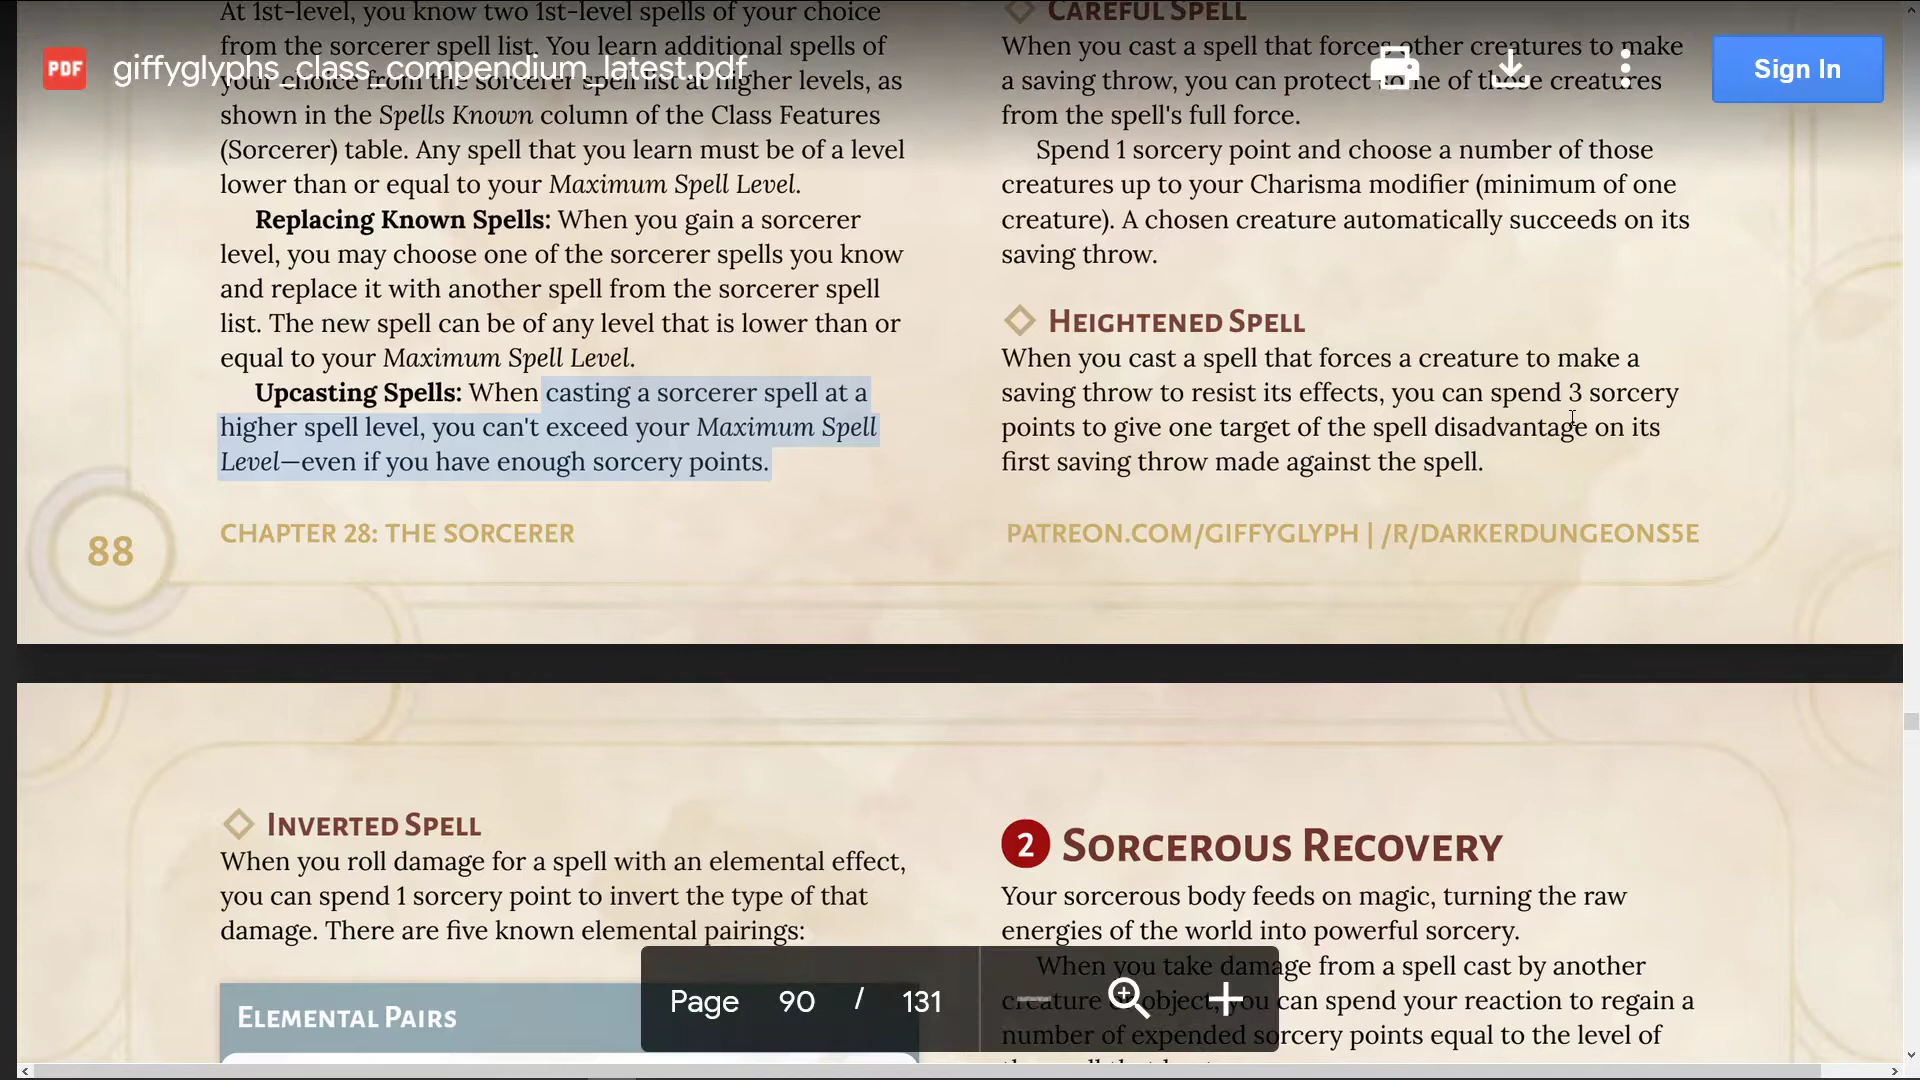 At 1st-level, you know two 1st-level spells of your choice
from the sorcerer spell list. You learn additional spells of
your choice from the sorcerer spell list at higher levels, as
shown in the Spells Known column of the Class Features
(Sorcerer) table. Any spell that you learn must be of a level
lower than or equal to your Maximum Spell Level.
Replacing Known Spells: When you gain a sorcerer
level, you may choose one of the sorcerer spells you know
and replace it with another spell from the sorcerer spell
list. The new spell can be of any level that is lower than or
equal to your Maximum Spell Level.
Upcasting Spells: When casting a sorcerer spell at a
higher spell level, you can't exceed your Maximum Spell
Level—even if you have enough sorcery points.
88
CHAPTER 28: THE SORCERER
PDF
giffyglyphs_class_compendium_latest.pdf
Sign In
CAREFUL SPELL
When you cast a spell that forces other creatures to make
a saving throw, you can protect some of those creatures
from the spell's full force.
Spend 1 sorcery point and choose a number of those
creatures up to your Charisma modifier (minimum of one
creature). A chosen creature automatically succeeds on its
saving throw.
HEIGHTENED SPELL
When you cast a spell that forces a creature to make a
saving throw to resist its effects, you can spend 3 sorcery
points to give one target of the spell disadvantage on its
first saving throw made against the spell.
PATREON.COM/GIFFYGLYPH | /R/DARKERDUNGEONS5E
INVERTED SPELL
When you roll damage for a spell with an elemental effect,
you can spend 1 sorcery point to invert the type of that
damage. There are five known elemental pairings:
ELEMENTAL PAIRS
2 SORCEROUS RECOVERY
Your sorcerous body feeds on magic, turning the raw
energies of the world into powerful sorcery.
When you take damage from a spell cast by another
creature or object, you can spend your reaction to regain a
number of expended sorcery points equal to the level of
Page 90 / 131